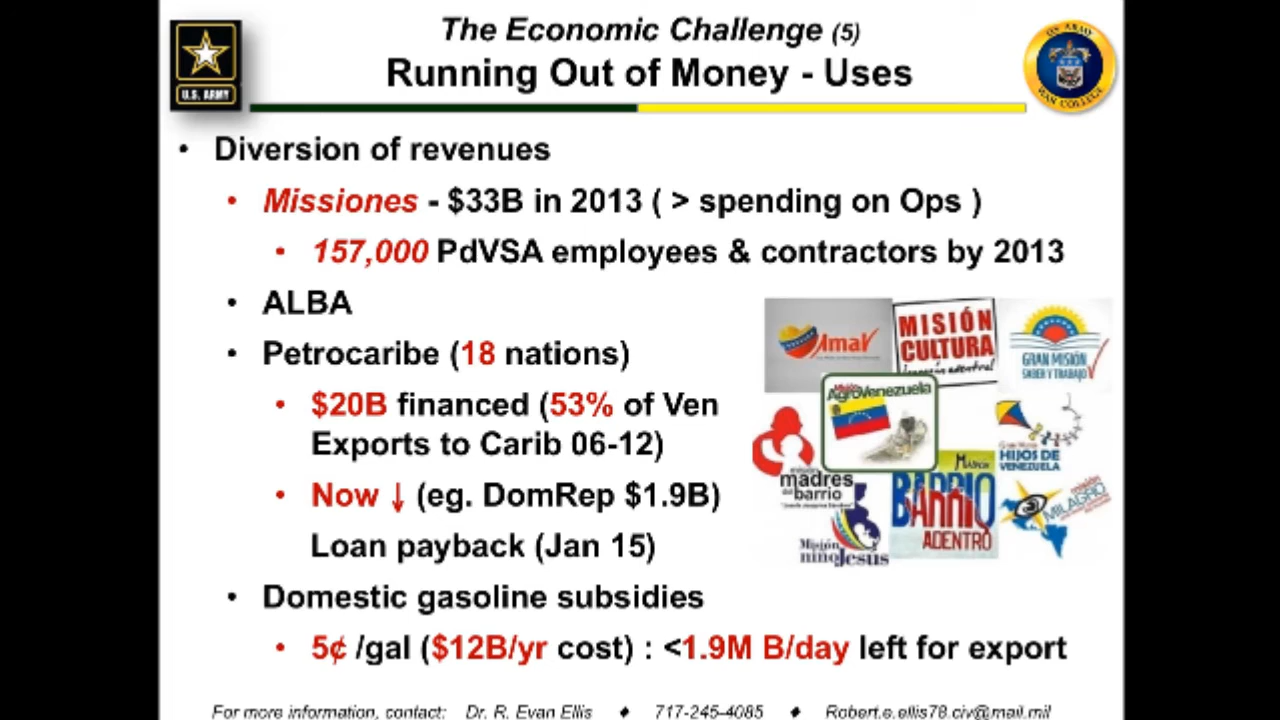 The Economic Challenge (5)
Running Out of Money - Uses
U.S. ARMY
US ARMY
WAR COLLEGE
• Diversion of revenues
• Missiones - $33B in 2013 ( > spending on Ops )
• 157,000 PdVSA employees & contractors by 2013
• ALBA
• Petrocaribe (18 nations)
• $20B financed (53% of Ven
Exports to Carib 06-12)
• Now ↓ (eg. DomRep $1.9B)
Loan payback (Jan 15)
• Domestic gasoline subsidies
• 5¢ /gal ($12B/yr cost) : <1.9M B/day left for export
MISIÓN
CULTURA
GRAN MISIÓN
SABER Y TRABAJO
Misión
AgroVenezuela
HIJOS DE
VENEZUELA
madres
del barrio
BARRIO
ADENTRO
MILAGRO
Misión
niño Jesús
For more information, contact: Dr. R. Evan Ellis ♦ 717-245-4085 ♦ Robert.e.ellis78.civ@mail.mil